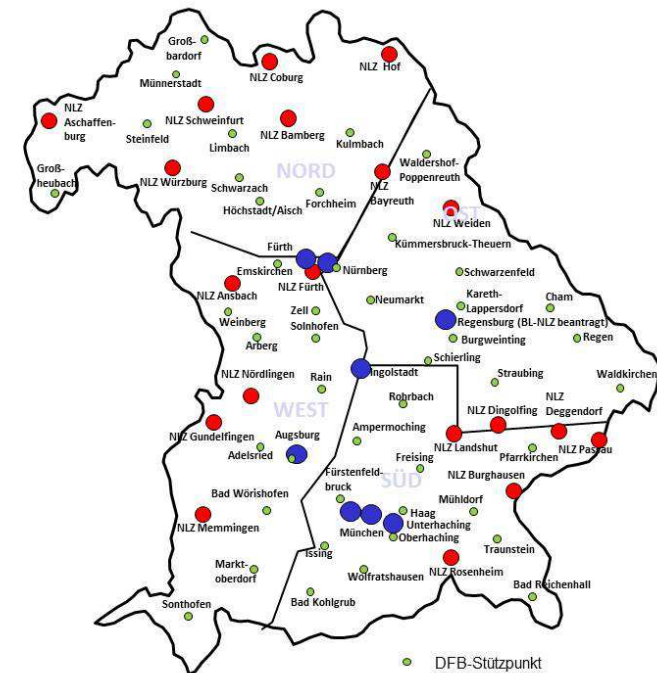 Groß-
bardorf
NLZ Coburg
NLZ Hof
Münnerstadt
NLZ
Aschaffen-
burg
NLZ Schweinfurt
Steinfeld
Limbach
NLZ Bamberg
Kulmbach
Groß-
heubach
NLZ Würzburg
Schwarzach
NORD
Waldershof-
Poppenreuth
NLZ
Bayreuth
Höchstadt/Aisch
Forchheim
OST
NLZ Weiden
Fürth
Kümmersbruck-Theuern
Emskirchen
NLZ Fürth
Nürnberg
Schwarzenfeld
NLZ Ansbach
Weinberg
Zell
Solnhofen
Neumarkt
Kareth-
Lappersdorf
Cham
Regensburg (BL-NLZ beantragt)
Arberg
Burgweinting
Regen
NLZ Nördlingen
Ingolstadt
Schierling
Rain
Straubing
Waldkirchen
WEST
Rohrbach
NLZ Gundelfingen
Augsburg
Ampermoching
NLZ Dingolfing
NLZ
Deggendorf
NLZ Landshut
NLZ Passau
Adelsried
Freising
Pfarrkirchen
Fürstenfeld-
bruck
SÜD
NLZ Burghausen
Bad Wörishofen
NLZ Memmingen
Haag
Mühldorf
München
Unterhaching
Oberhaching
Issing
Traunstein
Markt-
oberdorf
Wolfratshausen
NLZ Rosenheim
Bad Reichenhall
Sonthofen
Bad Kohlgrub
DFB-Stützpunkt